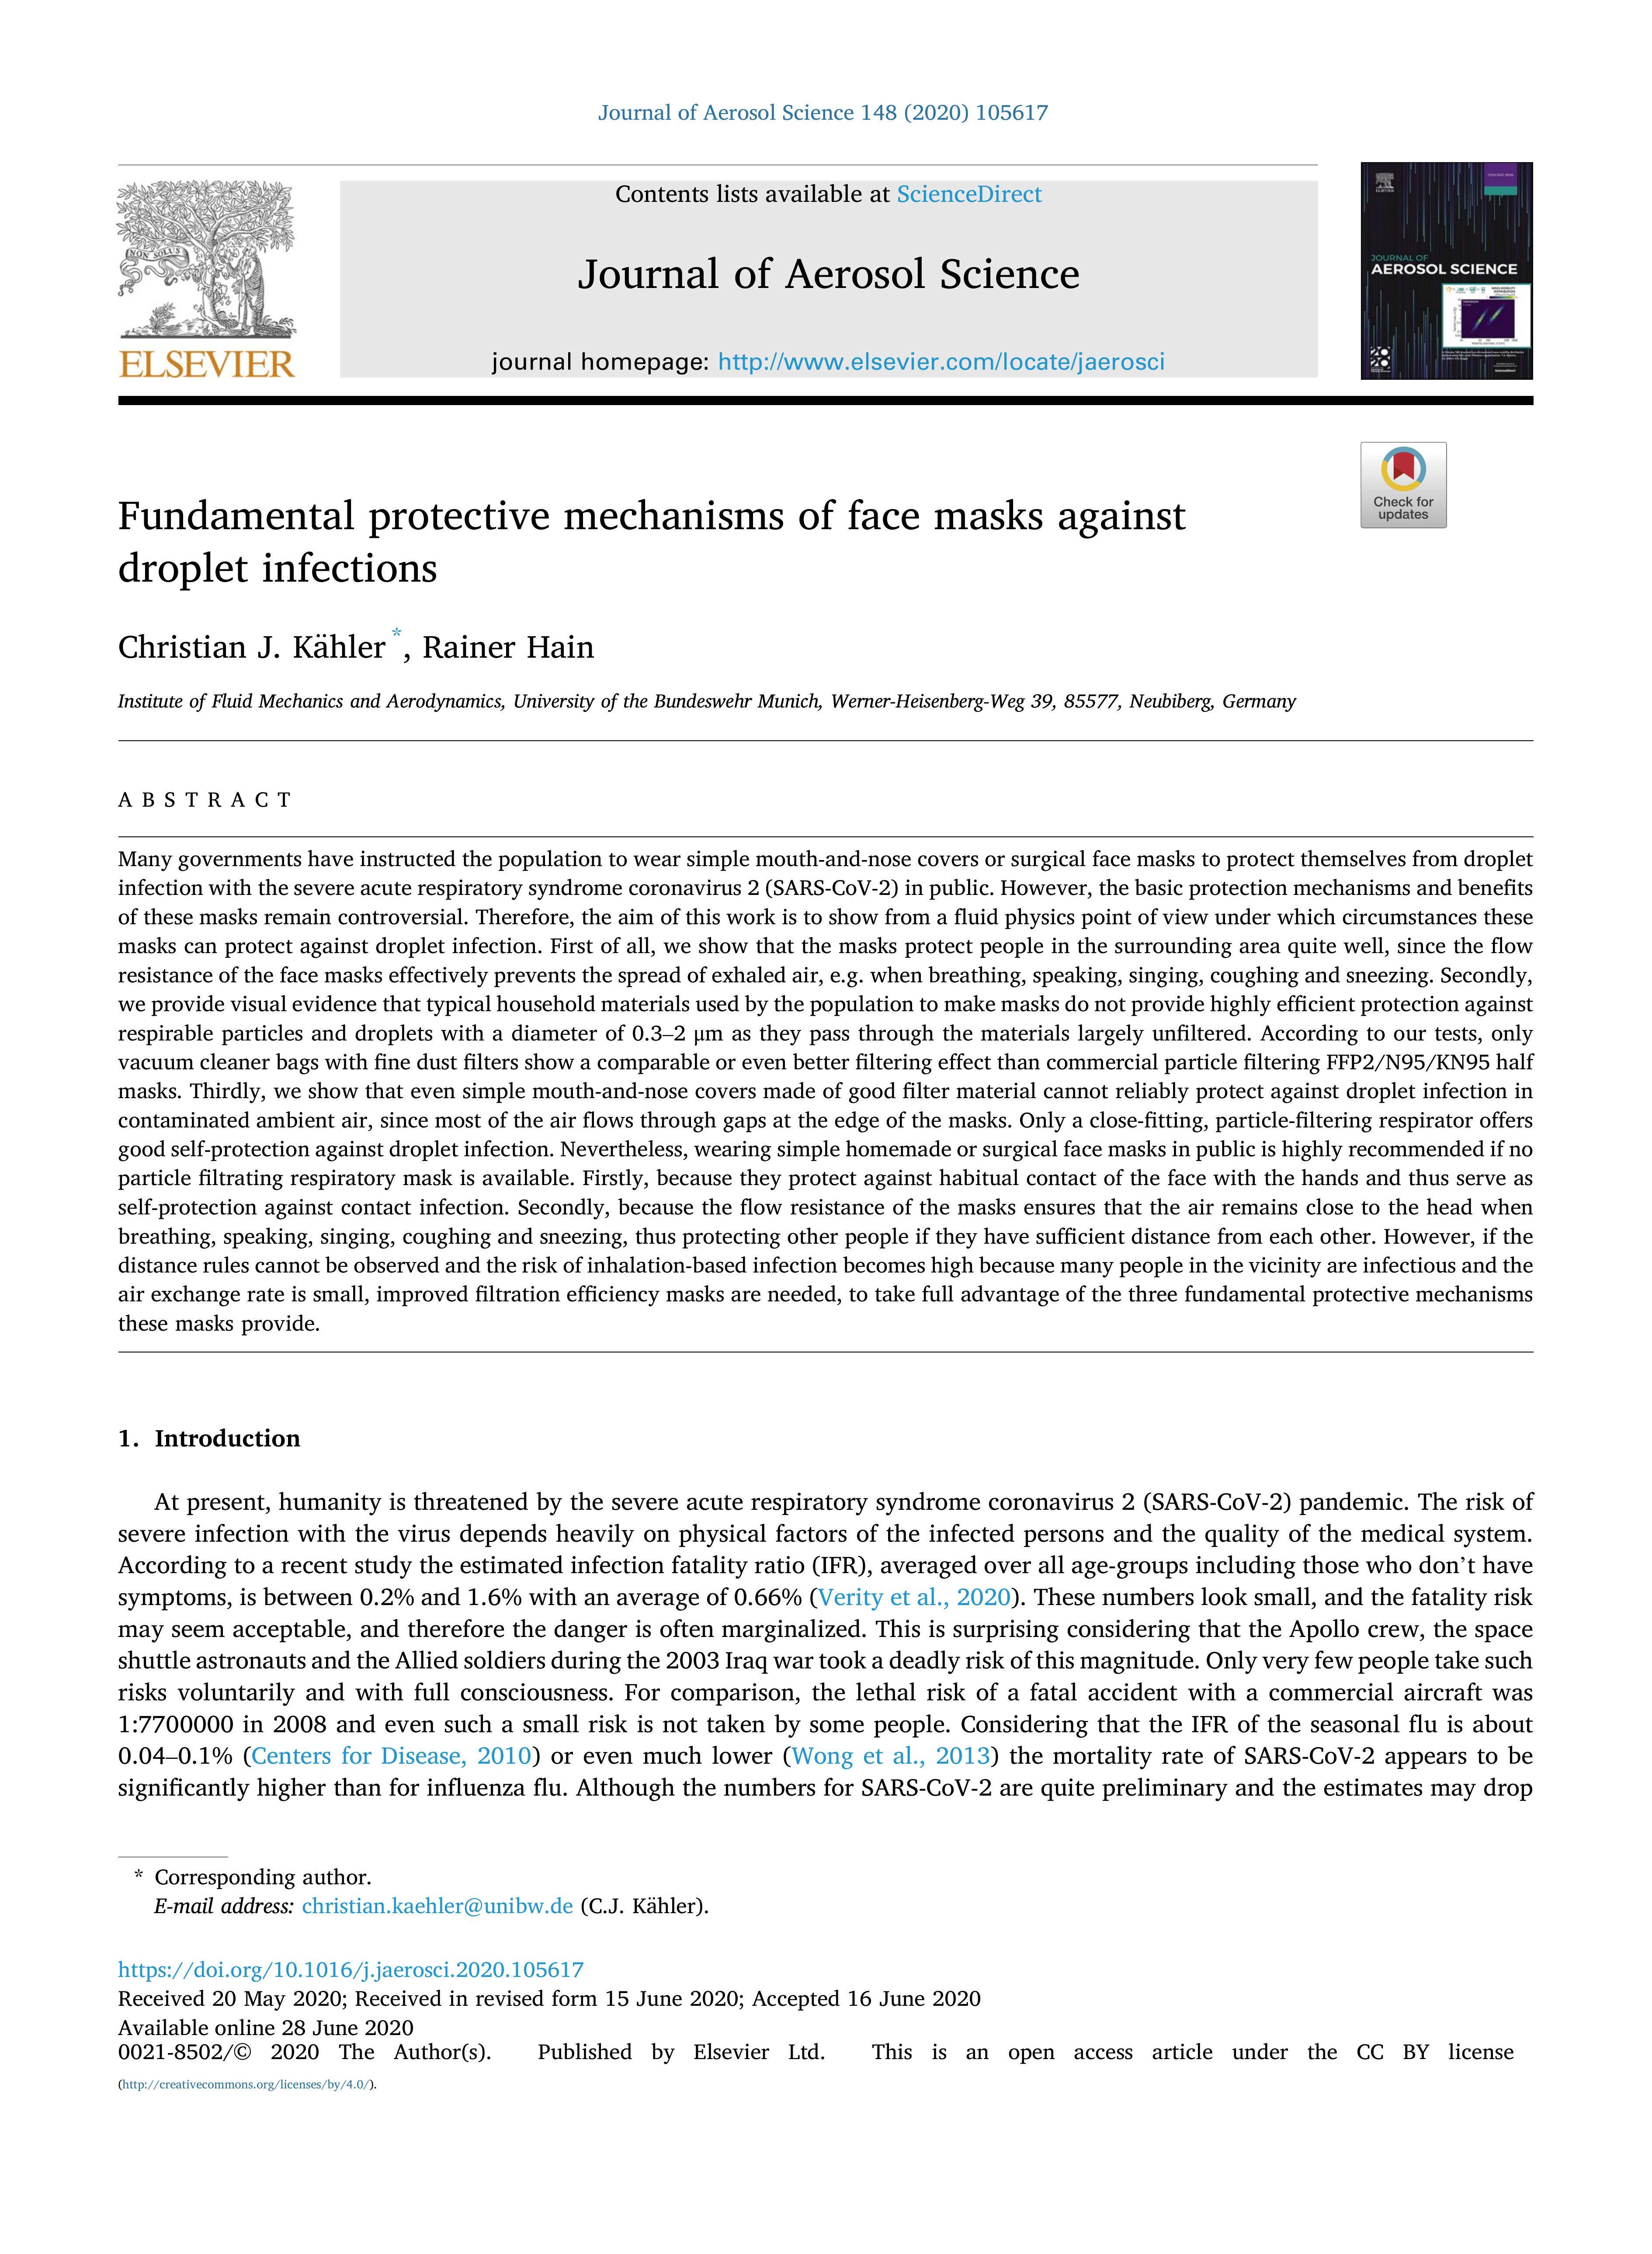 Journal of Aerosol Science 148 (2020) 105617
Contents lists available at ScienceDirect
Journal of Aerosol Science
journal homepage: http://www.elsevier.com/locate/jaerosci
NON SOLUS
ELSEVIER
ELSEVIER
JOURNAL OF
AEROSOL SCIENCE
Check for
updates
Fundamental protective mechanisms of face masks against
droplet infections
Christian J. Kähler *, Rainer Hain
Institute of Fluid Mechanics and Aerodynamics, University of the Bundeswehr Munich, Werner-Heisenberg-Weg 39, 85577, Neubiberg, Germany
A B S T R A C T
Many governments have instructed the population to wear simple mouth-and-nose covers or surgical face masks to protect themselves from droplet
infection with the severe acute respiratory syndrome coronavirus 2 (SARS-CoV-2) in public. However, the basic protection mechanisms and benefits
of these masks remain controversial. Therefore, the aim of this work is to show from a fluid physics point of view under which circumstances these
masks can protect against droplet infection. First of all, we show that the masks protect people in the surrounding area quite well, since the flow
resistance of the face masks effectively prevents the spread of exhaled air, e.g. when breathing, speaking, singing, coughing and sneezing. Secondly,
we provide visual evidence that typical household materials used by the population to make masks do not provide highly efficient protection against
respirable particles and droplets with a diameter of 0.3–2 μm as they pass through the materials largely unfiltered. According to our tests, only
vacuum cleaner bags with fine dust filters show a comparable or even better filtering effect than commercial particle filtering FFP2/N95/KN95 half
masks. Thirdly, we show that even simple mouth-and-nose covers made of good filter material cannot reliably protect against droplet infection in
contaminated ambient air, since most of the air flows through gaps at the edge of the masks. Only a close-fitting, particle-filtering respirator offers
good self-protection against droplet infection. Nevertheless, wearing simple homemade or surgical face masks in public is highly recommended if no
particle filtrating respiratory mask is available. Firstly, because they protect against habitual contact of the face with the hands and thus serve as
self-protection against contact infection. Secondly, because the flow resistance of the masks ensures that the air remains close to the head when
breathing, speaking, singing, coughing and sneezing, thus protecting other people if they have sufficient distance from each other. However, if the
distance rules cannot be observed and the risk of inhalation-based infection becomes high because many people in the vicinity are infectious and the
air exchange rate is small, improved filtration efficiency masks are needed, to take full advantage of the three fundamental protective mechanisms
these masks provide.
1. Introduction
At present, humanity is threatened by the severe acute respiratory syndrome coronavirus 2 (SARS-CoV-2) pandemic. The risk of
severe infection with the virus depends heavily on physical factors of the infected persons and the quality of the medical system.
According to a recent study the estimated infection fatality ratio (IFR), averaged over all age-groups including those who don’t have
symptoms, is between 0.2% and 1.6% with an average of 0.66% (Verity et al., 2020). These numbers look small, and the fatality risk
may seem acceptable, and therefore the danger is often marginalized. This is surprising considering that the Apollo crew, the space
shuttle astronauts and the Allied soldiers during the 2003 Iraq war took a deadly risk of this magnitude. Only very few people take such
risks voluntarily and with full consciousness. For comparison, the lethal risk of a fatal accident with a commercial aircraft was
1:7700000 in 2008 and even such a small risk is not taken by some people. Considering that the IFR of the seasonal flu is about
0.04–0.1% (Centers for Disease, 2010) or even much lower (Wong et al., 2013) the mortality rate of SARS-CoV-2 appears to be
significantly higher than for influenza flu. Although the numbers for SARS-CoV-2 are quite preliminary and the estimates may drop
* Corresponding author.
E-mail address: christian.kaehler@unibw.de (C.J. Kähler).
https://doi.org/10.1016/j.jaerosci.2020.105617
Received 20 May 2020; Received in revised form 15 June 2020; Accepted 16 June 2020
Available online 28 June 2020
0021-8502/© 2020 The Author(s). Published by Elsevier Ltd. This is an open access article under the CC BY license
(http://creativecommons.org/licenses/by/4.0/).